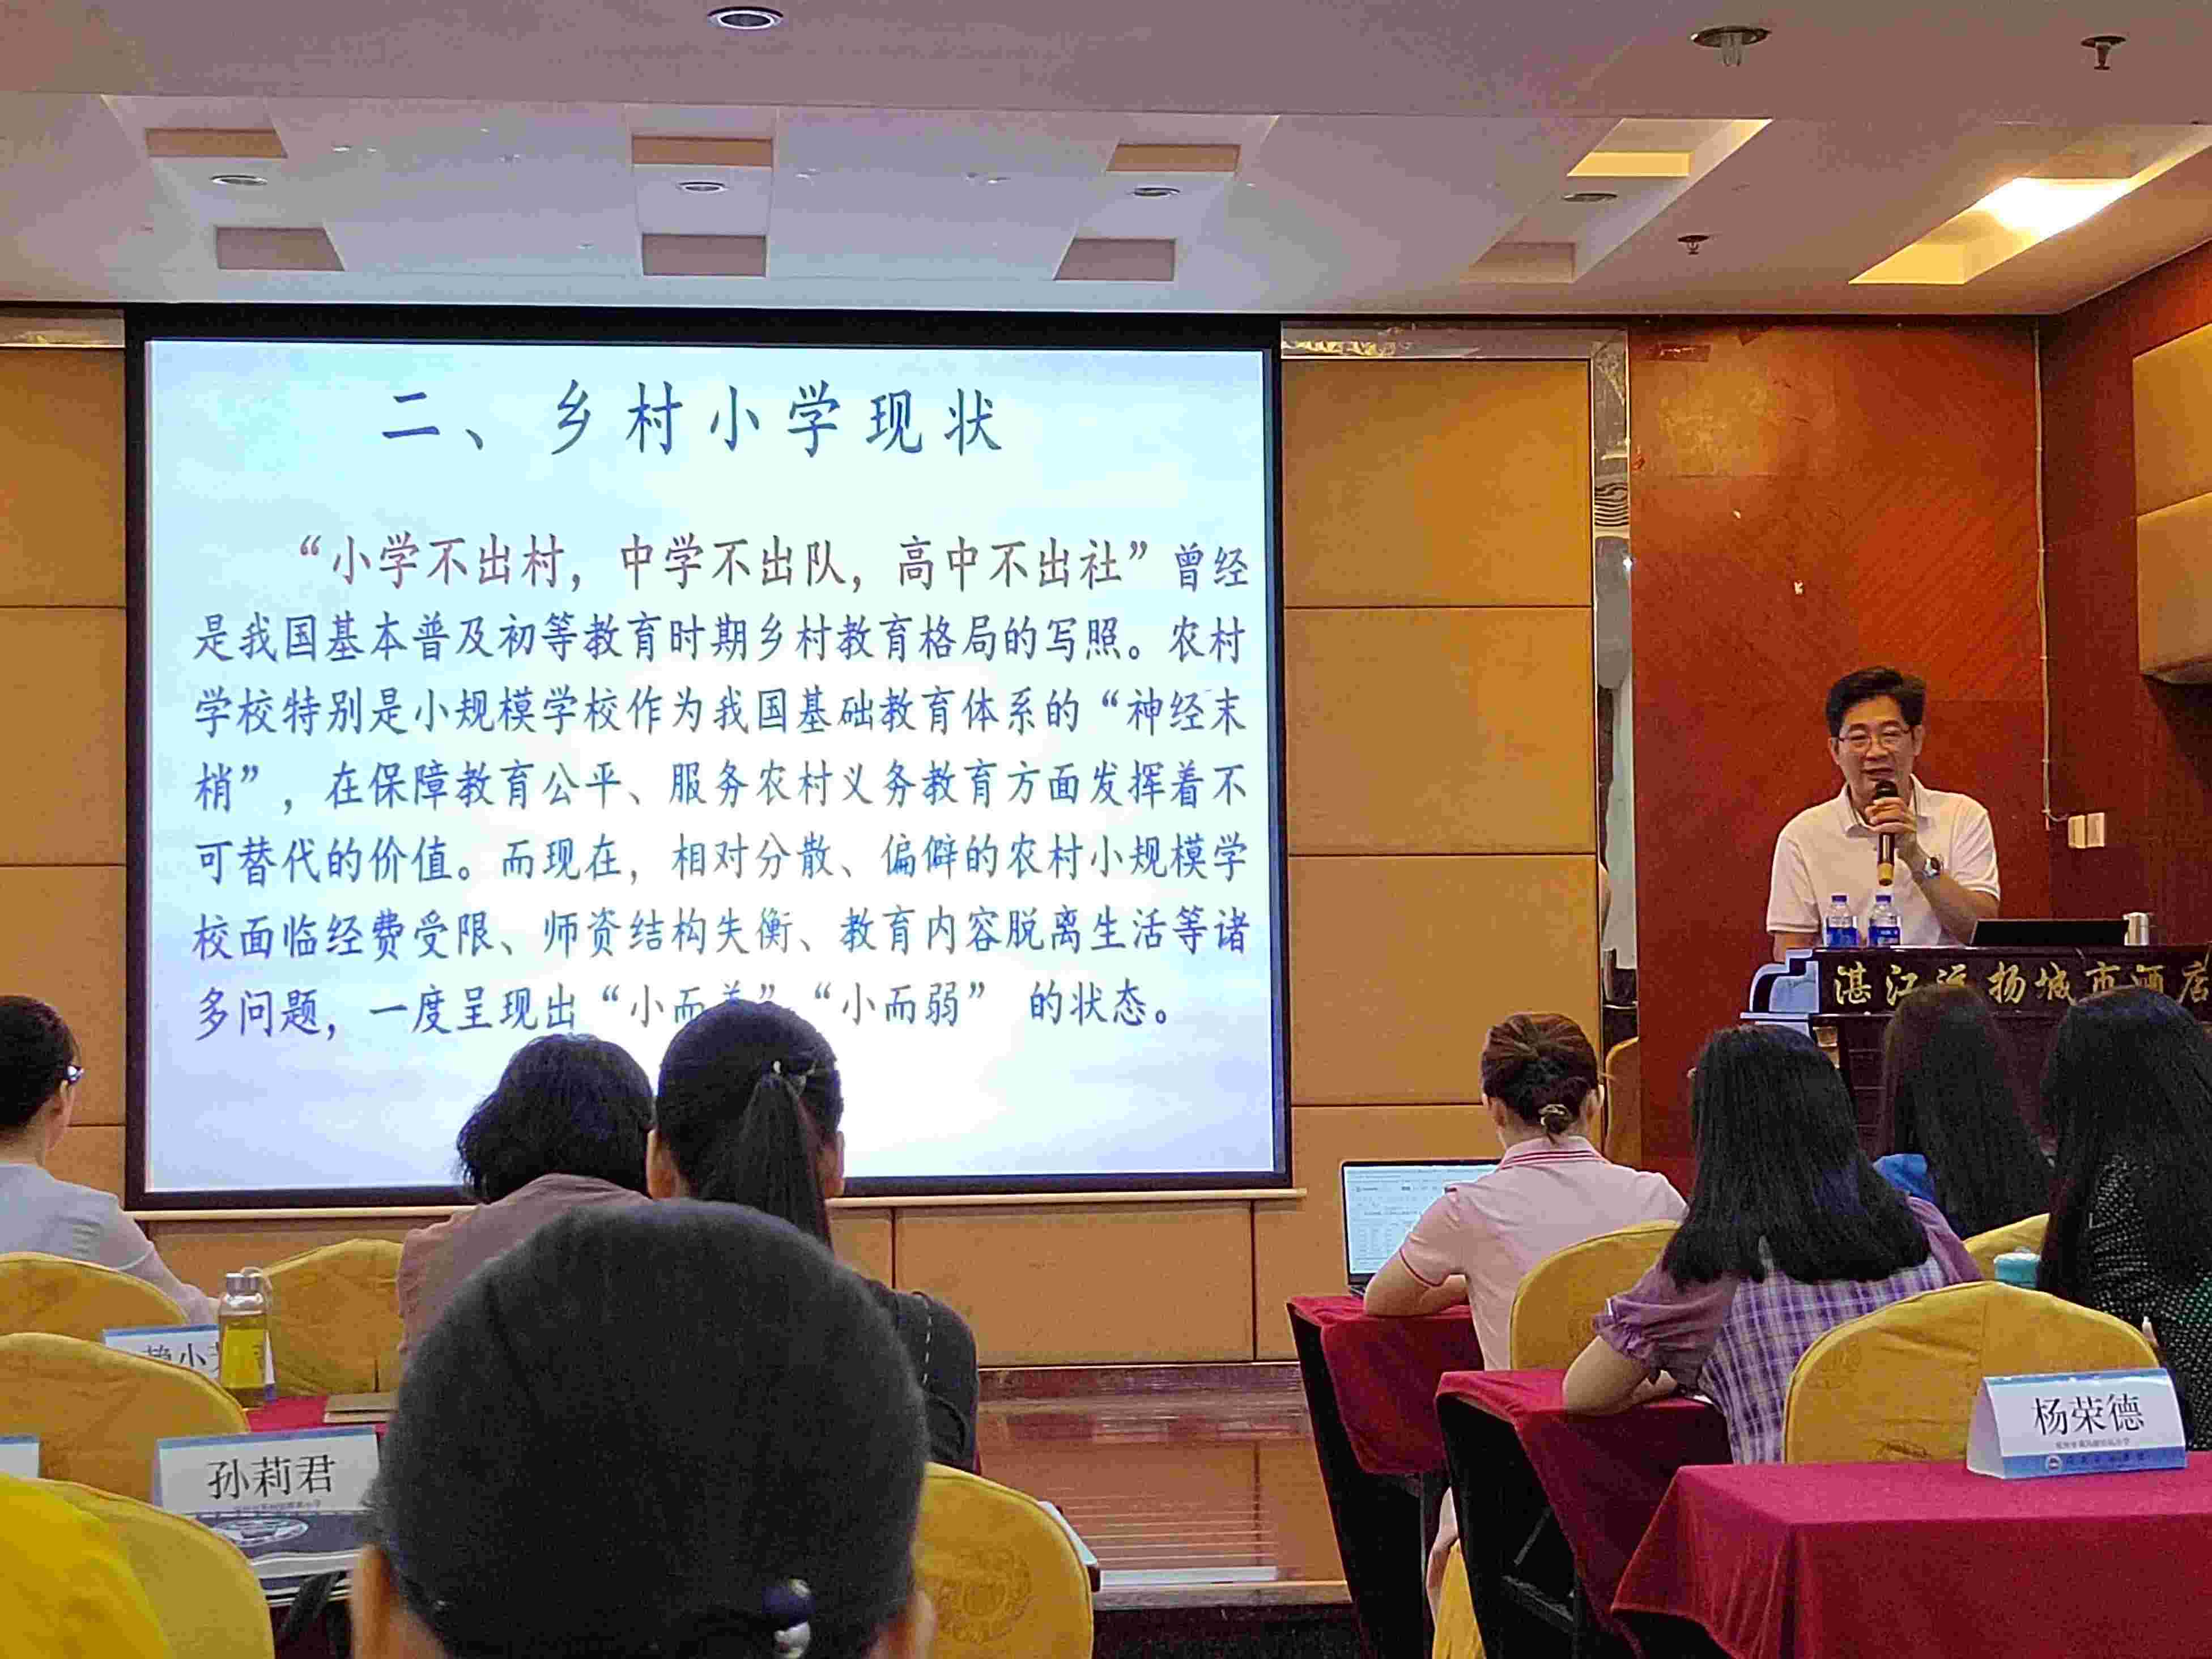 二、乡村小学现状
“小学不出村，中学不出队，高中不出社”曾经
是我国基本普及初等教育时期乡村教育格局的写照。农村
学校特别是小规模学校作为我国基础教育体系的“神经末
梢”，在保障教育公平、服务农村义务教育方面发挥着不
可替代的价值。而现在，相对分散、偏僻的农村小规模学
校面临经费受限、师资结构失衡、教育内容脱离生活等诸
多问题，一度呈现出“小而 ”“小而弱” 的状态。
湛江 扬城市酒店
小
孙莉君
杨荣德